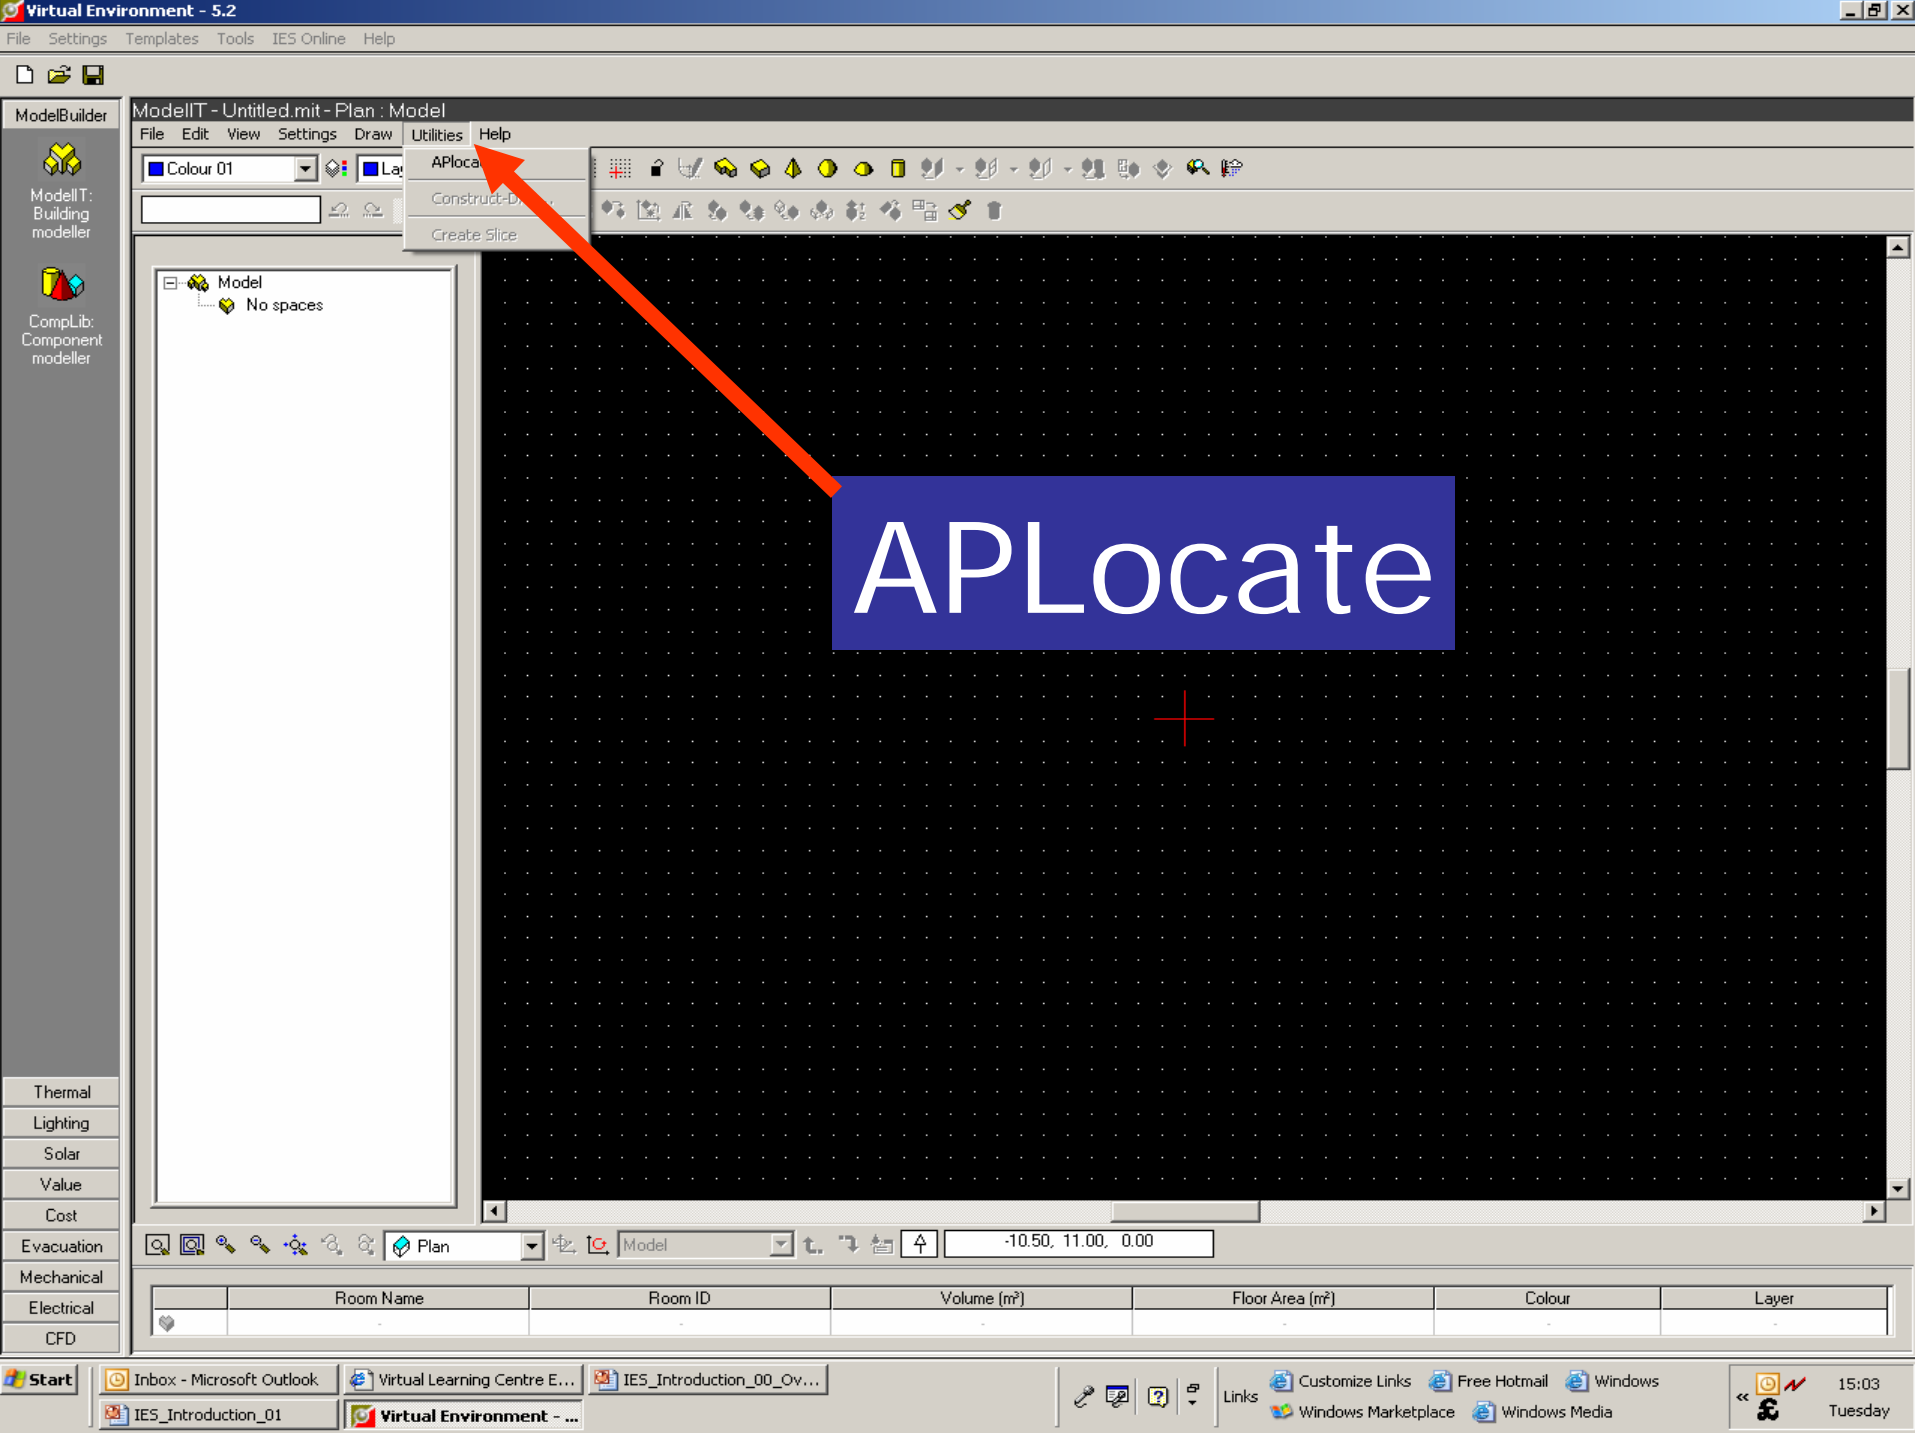 Virtual Environment - 5.2
File Settings Templates Tools IES Online Help
ModelBuilder
ModelIT - Untitled.mit - Plan : Model
File Edit View Settings Draw Utilities Help
Colour 01
APloca
Construct-D
Create Slice
ModelIT:
Building
modeller
CompLib:
Component
modeller
Model
No spaces
APLocate
Thermal
Lighting
Solar
Value
Cost
Evacuation
Mechanical
Electrical
CFD
Plan
Model
-10.50, 11.00, 0.00
Room Name Room ID Volume (m³) Floor Area (m²) Colour Layer
- - - - - -
Start
Inbox - Microsoft Outlook
Virtual Learning Centre E...
IES_Introduction_00_Ov...
IES_Introduction_01
Virtual Environment - ...
Links
Customize Links Free Hotmail Windows
Windows Marketplace Windows Media
15:03
Tuesday